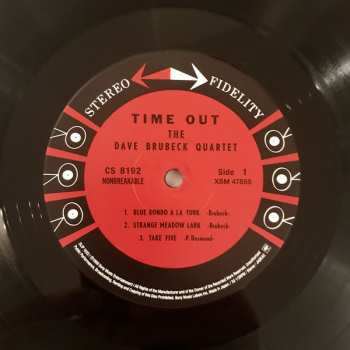 STEREO FIDELITY
TIME OUT
THE
DAVE BRUBECK QUARTET
CS 8192 Side 1
NONBREAKABLE XSM 47855
1. BLUE RONDO A LA TURK -Brubeck-
2. STRANGE MEADOW LARK -Brubeck-
3. TAKE FIVE -P. Desmond-